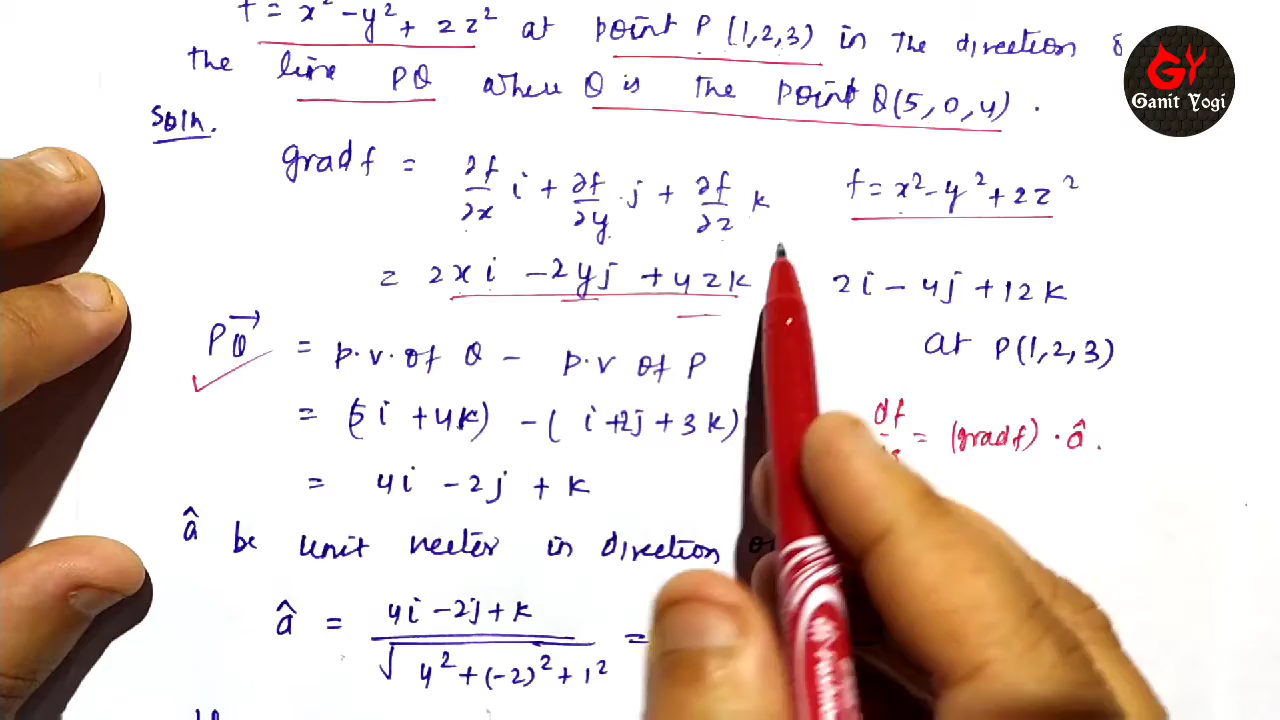 f = x² - y² + 2z² at point P (1,2,3) in the direction
the line PQ where Q is the point Q(5,0,4) .
Soln.
grad f = ∂f/∂x i + ∂f/∂y j + ∂f/∂z k
f = x² - y² + 2z²
= 2x i - 2y j + 4z k
2i - 4j + 12k
at P(1,2,3)
PQ→ = p.v. of Q - p.v of P
= (5i + 4k) - ( i + 2j + 3k)
= 4i - 2j + k
= (grad f) · â.
â be unit vector in direction
â = 4i - 2j + k / √4² + (-2)² + 1² =
GY
Ganit Yogi